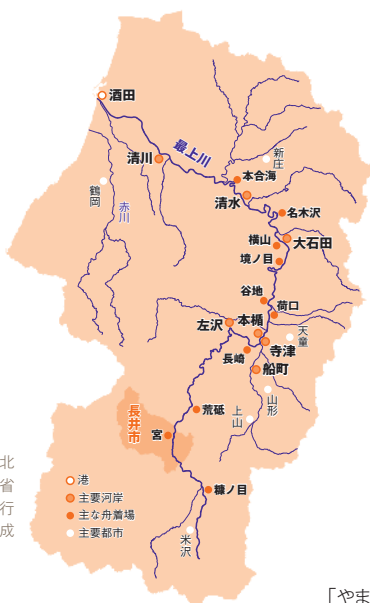 酒田
最上川
清川
新庄
本合海
清水
鶴岡
赤川
名木沢
横山
大石田
境ノ目
谷地
荷口
左沢
本楯
天童
寺津
長崎
船町
山形
荒砥
上山
長井市
宮
糠ノ目
米沢
港
主要河岸
主な舟着場
主要都市
北
省
行
成
「やま